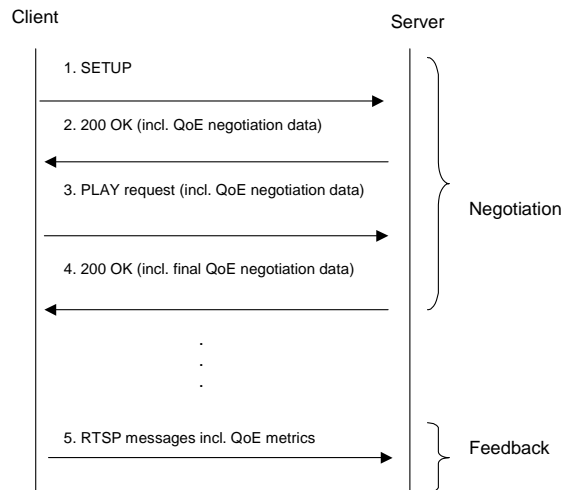 Client
Server
1. SETUP
2. 200 OK (incl. QoE negotiation data)
3. PLAY request (incl. QoE negotiation data)
Negotiation
4. 200 OK (incl. final QoE negotiation data)
.
.
.
5. RTSP messages incl. QoE metrics
Feedback